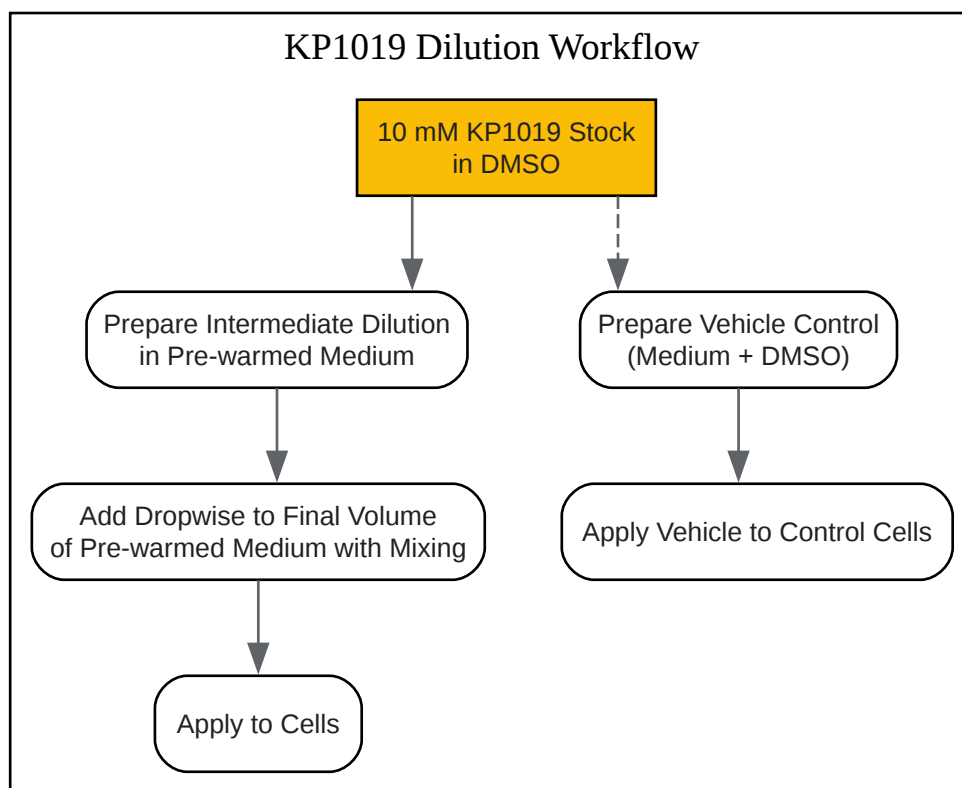 KP1019 Dilution Workflow
10 mM KP1019 Stock
in DMSO
Prepare Intermediate Dilution
in Pre-warmed Medium
Prepare Vehicle Control
(Medium + DMSO)
Add Dropwise to Final Volume
of Pre-warmed Medium with Mixing
Apply Vehicle to Control Cells
Apply to Cells